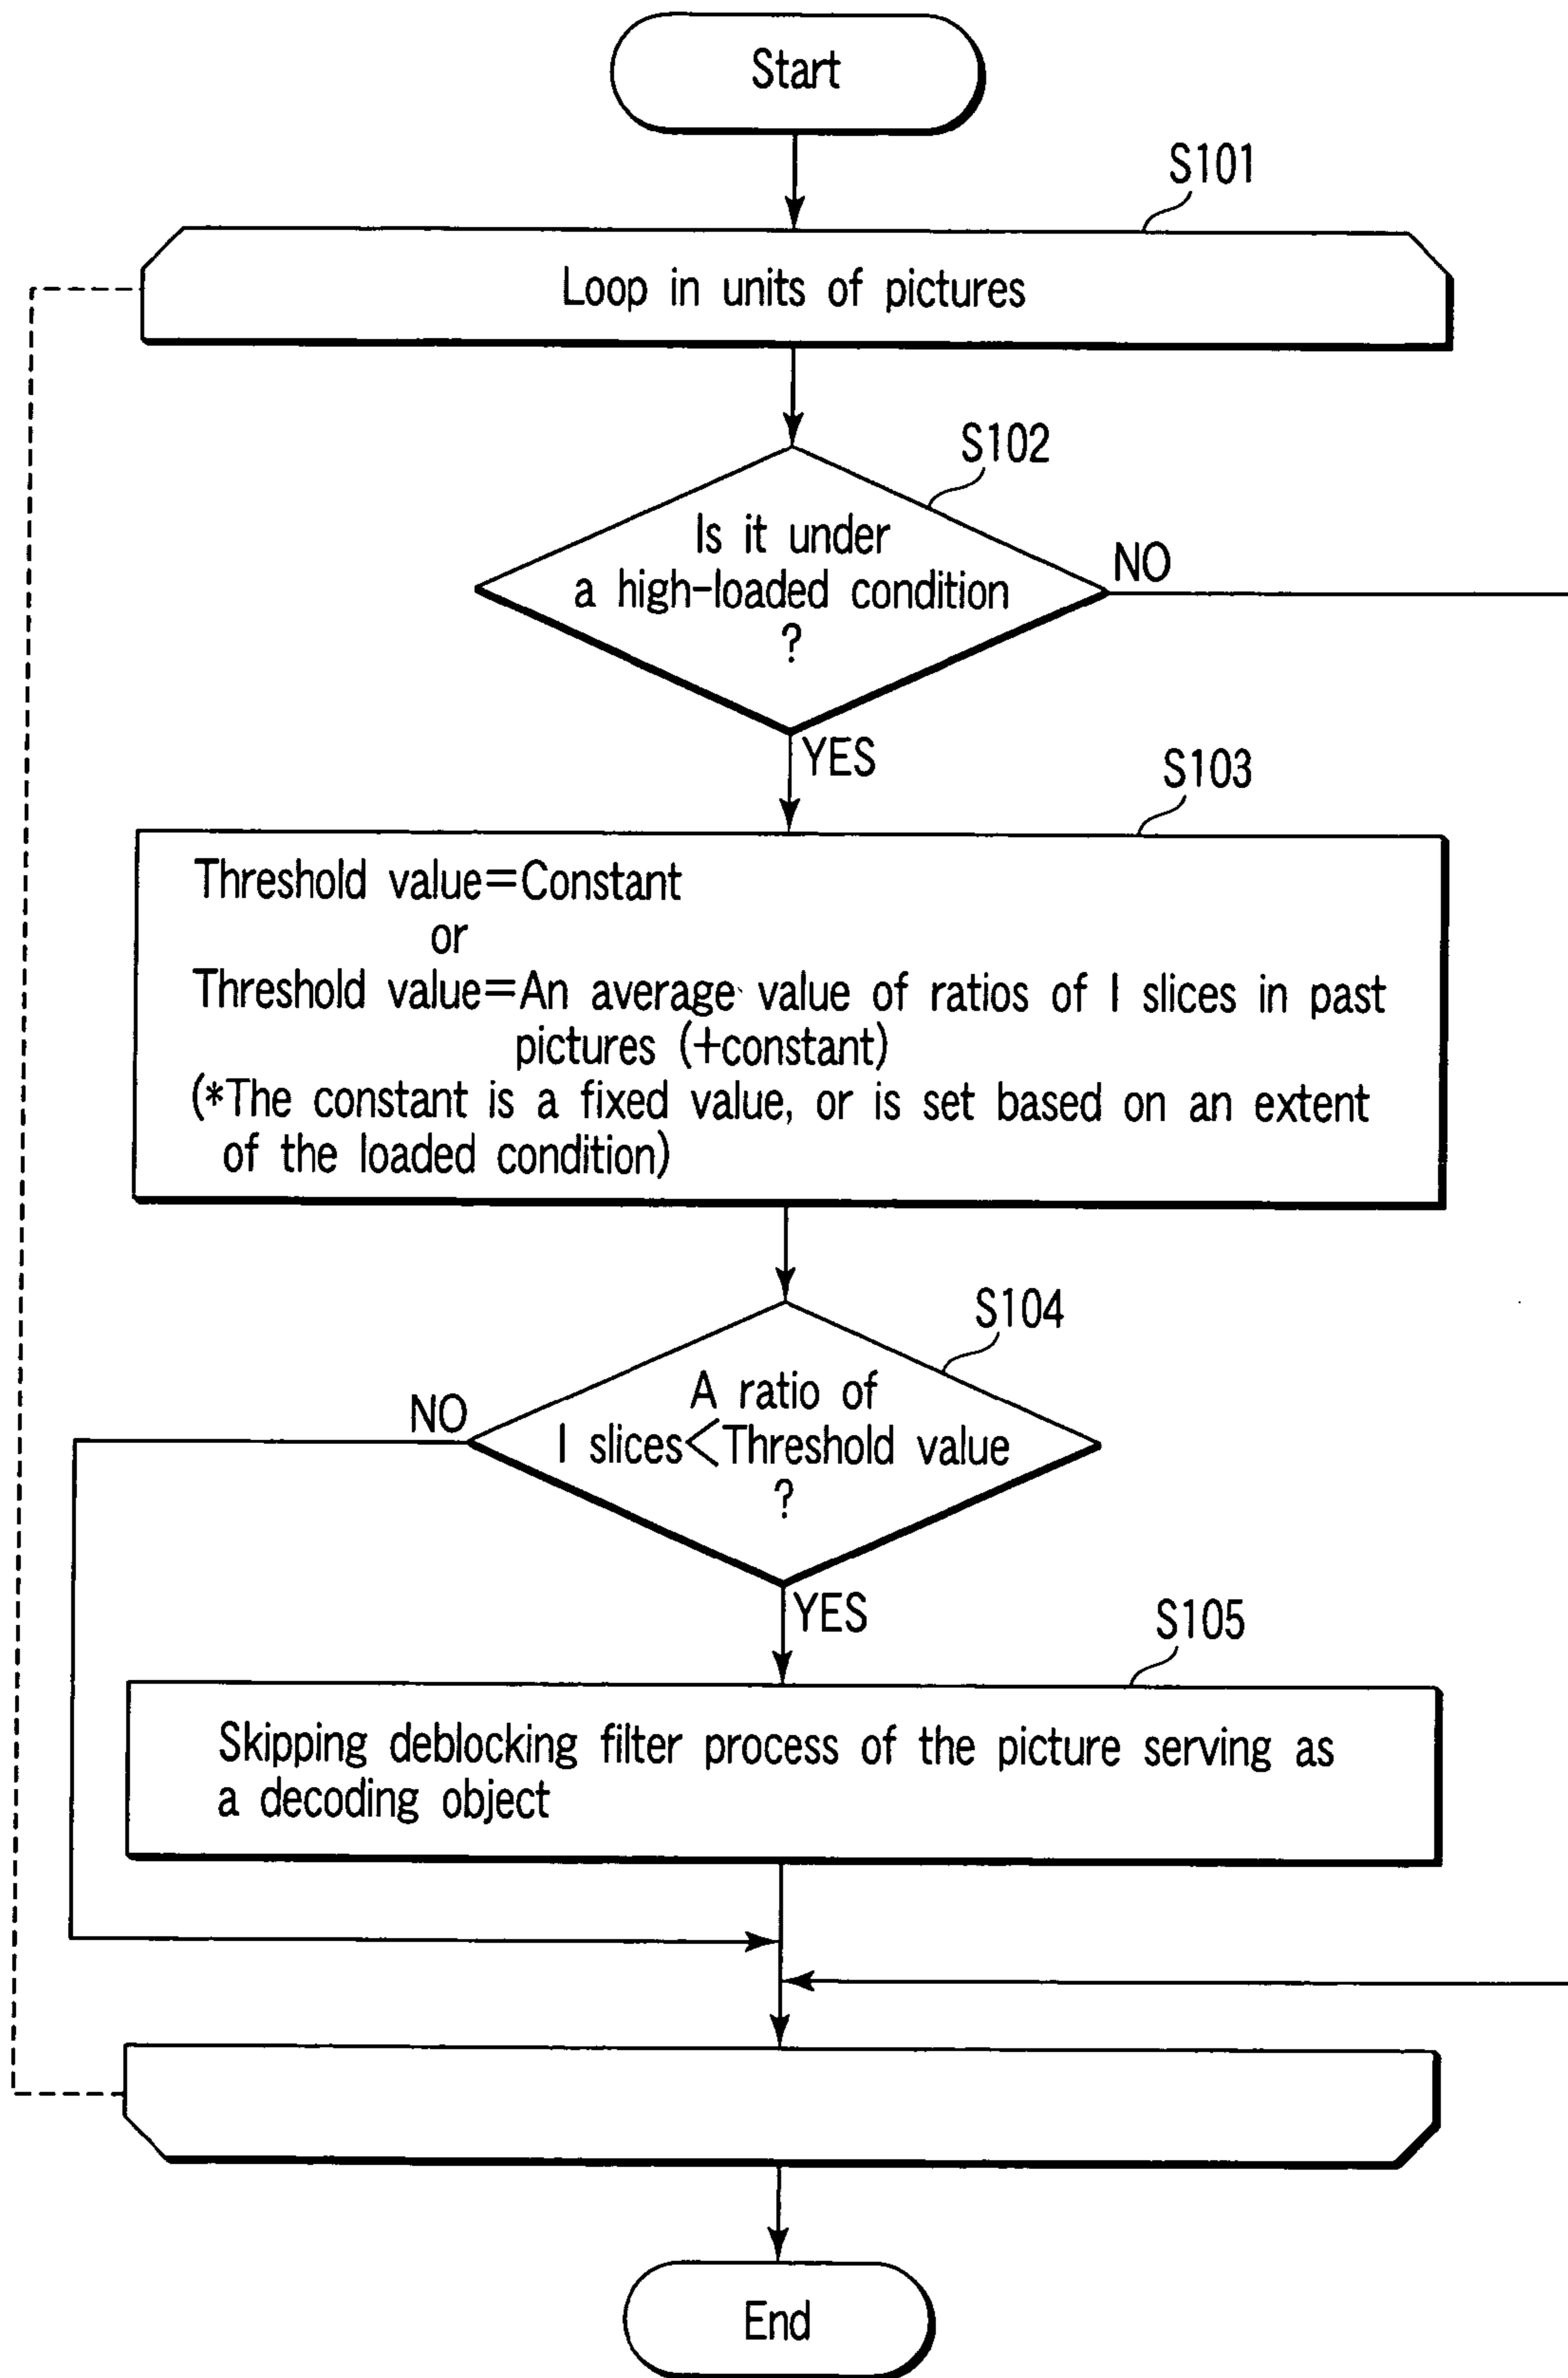 Start
S101
Loop in units of pictures
S102
Is it under
a high-loaded condition
?
NO
YES
S103
Threshold value=Constant
or
Threshold value=An average value of ratios of I slices in past
pictures (+constant)
(*The constant is a fixed value, or is set based on an extent
of the loaded condition)
S104
A ratio of
I slices<Threshold value
?
NO
YES
S105
Skipping deblocking filter process of the picture serving as
a decoding object
End